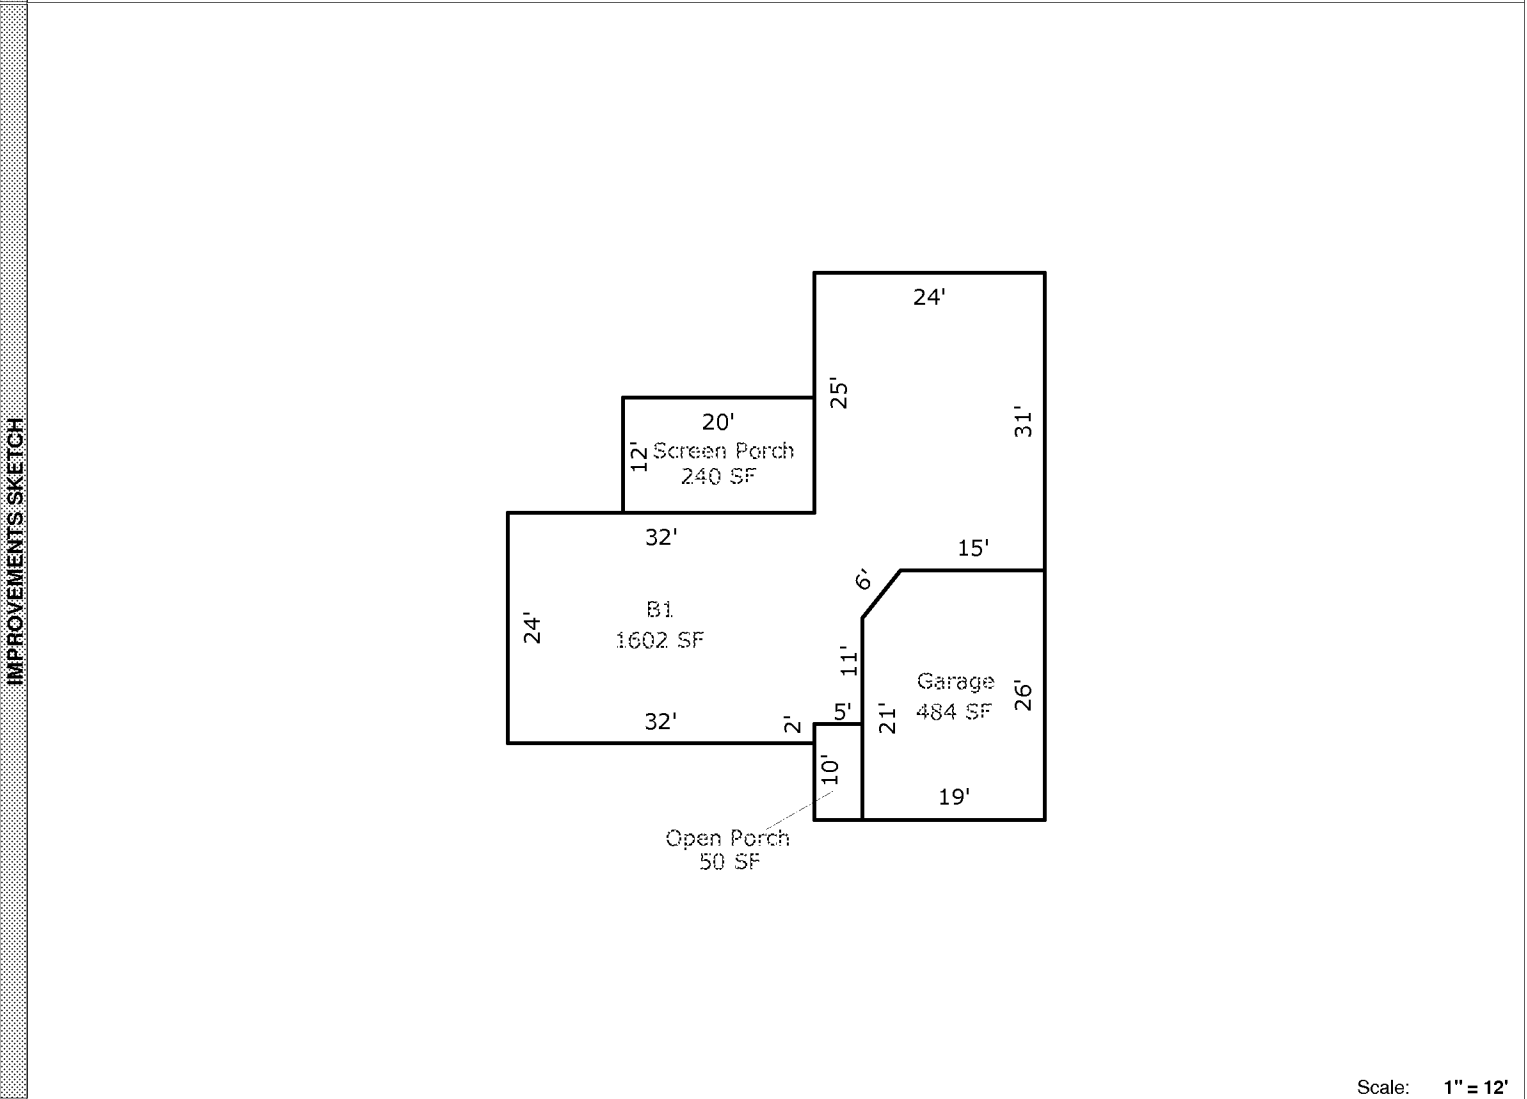 IMPROVEMENTS SKETCH
24'
25'
31'
20'
12'
Screen Porch
240 SF
32'
15'
6'
24'
B1
1602 SF
11'
Garage
484 SF
26'
21'
5'
2'
32'
10'
19'
Open Porch
50 SF
Scale: 1" = 12'